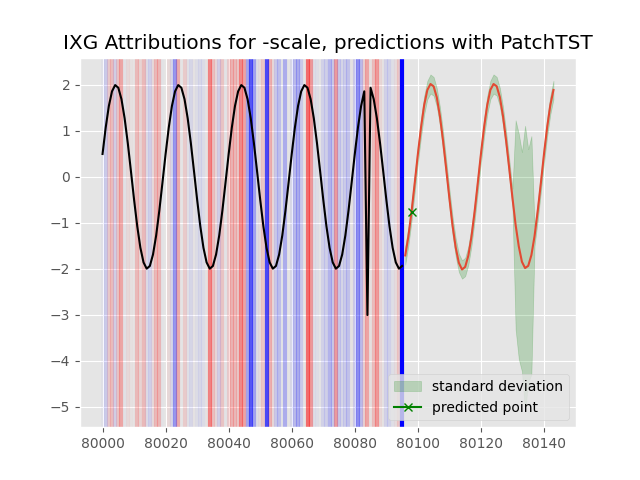 IXG Attributions for -scale, predictions with PatchTST
2
1
0
−1
−2
−3
−4
−5
standard deviation
predicted point
80000 80020 80040 80060 80080 80100 80120 80140